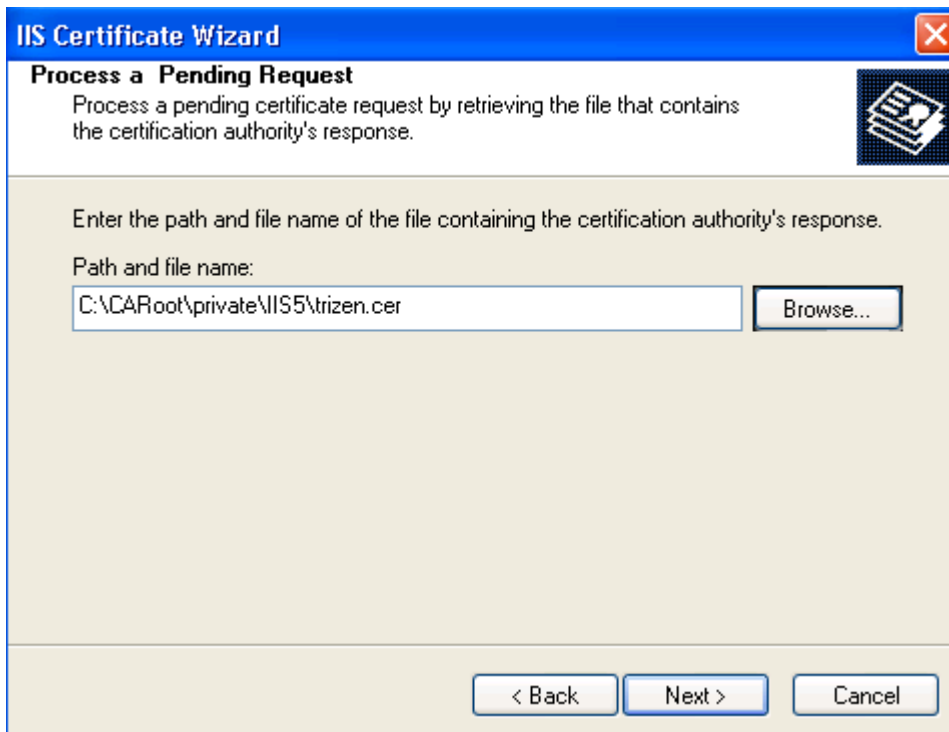 IIS Certificate Wizard
Process a  Pending Request
Process a pending certificate request by retrieving the file that contains
the certification authority's response.
Enter the path and file name of the file containing the certification authority's response.
Path and file name:
C:\CARoot\private\IIS5\trizen.cer
Browse...
< Back
Next >
Cancel